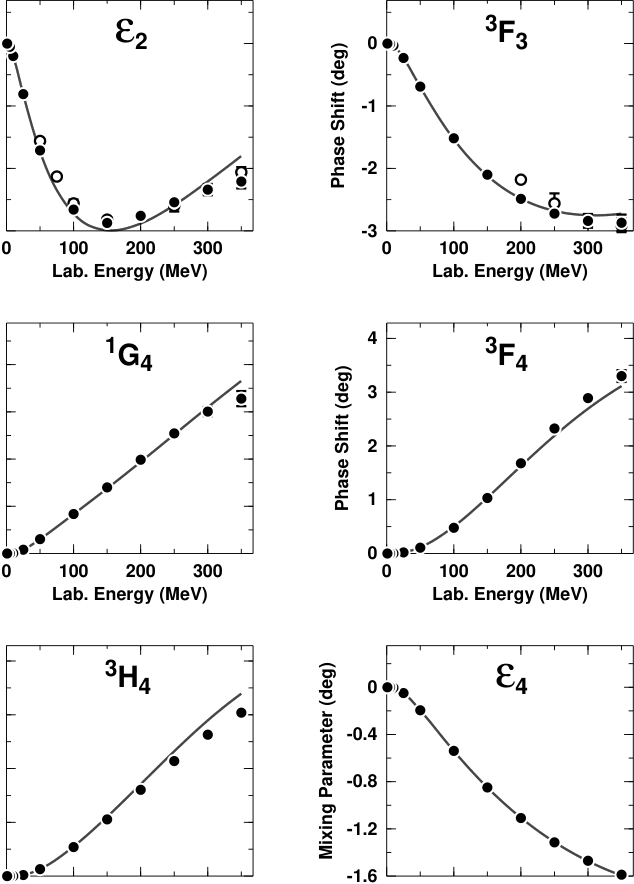 ε2
0 100 200 300
Lab. Energy (MeV)
3F3
Phase Shift (deg)
0
-1
-2
-3
0 100 200 300
Lab. Energy (MeV)
1G4
0 100 200 300
Lab. Energy (MeV)
3F4
Phase Shift (deg)
4
3
2
1
0
0 100 200 300
Lab. Energy (MeV)
3H4
ε4
Mixing Parameter (deg)
0
-0.4
-0.8
-1.2
-1.6